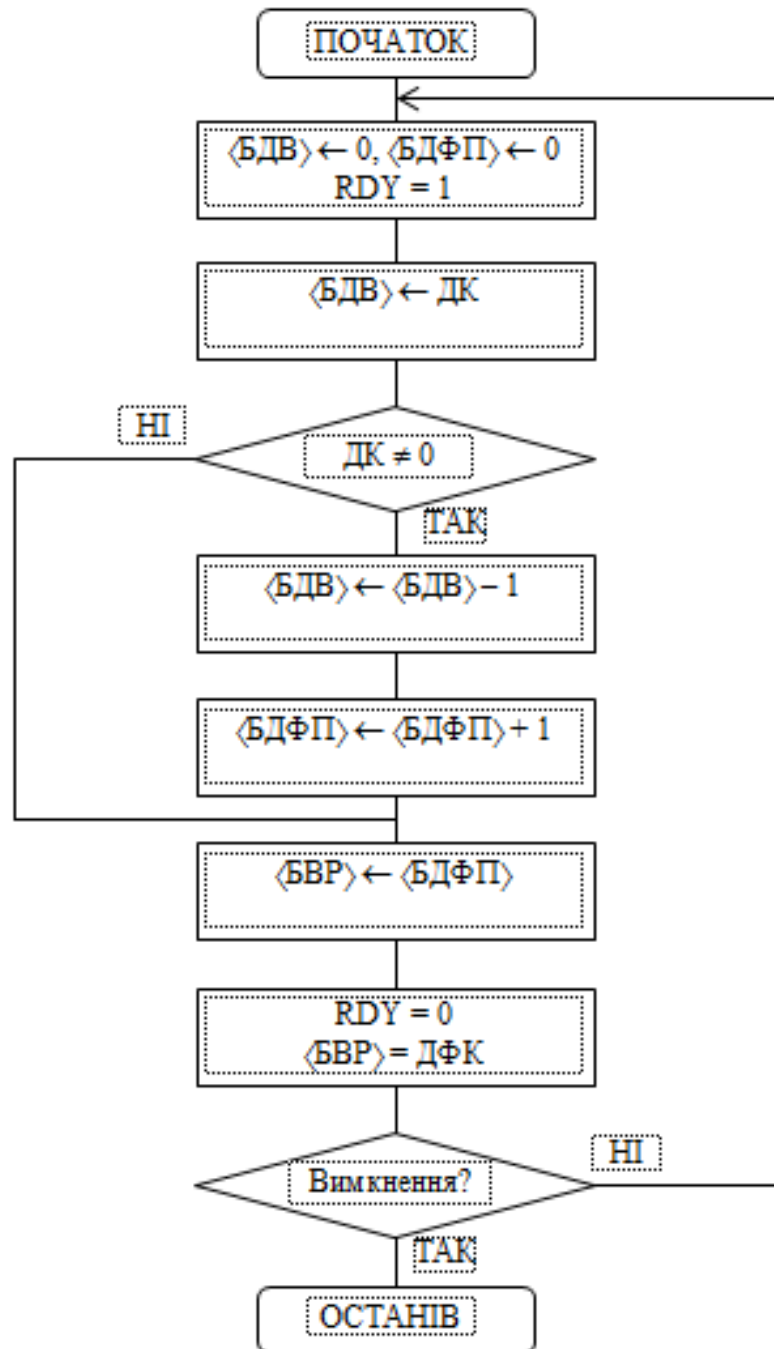 ПОЧАТОК
⟨БДВ⟩ ← 0, ⟨БДФП⟩ ← 0
RDY = 1
⟨БДВ⟩ ← ДК
НІ
ДК ≠ 0
ТАК
⟨БДВ⟩ ← ⟨БДВ⟩ – 1
⟨БДФП⟩ ← ⟨БДФП⟩ + 1
⟨БВР⟩ ← ⟨БДФП⟩
RDY = 0
⟨БВР⟩ = ДФК
НІ
Вимкнення?
ТАК
ОСТАНІВ